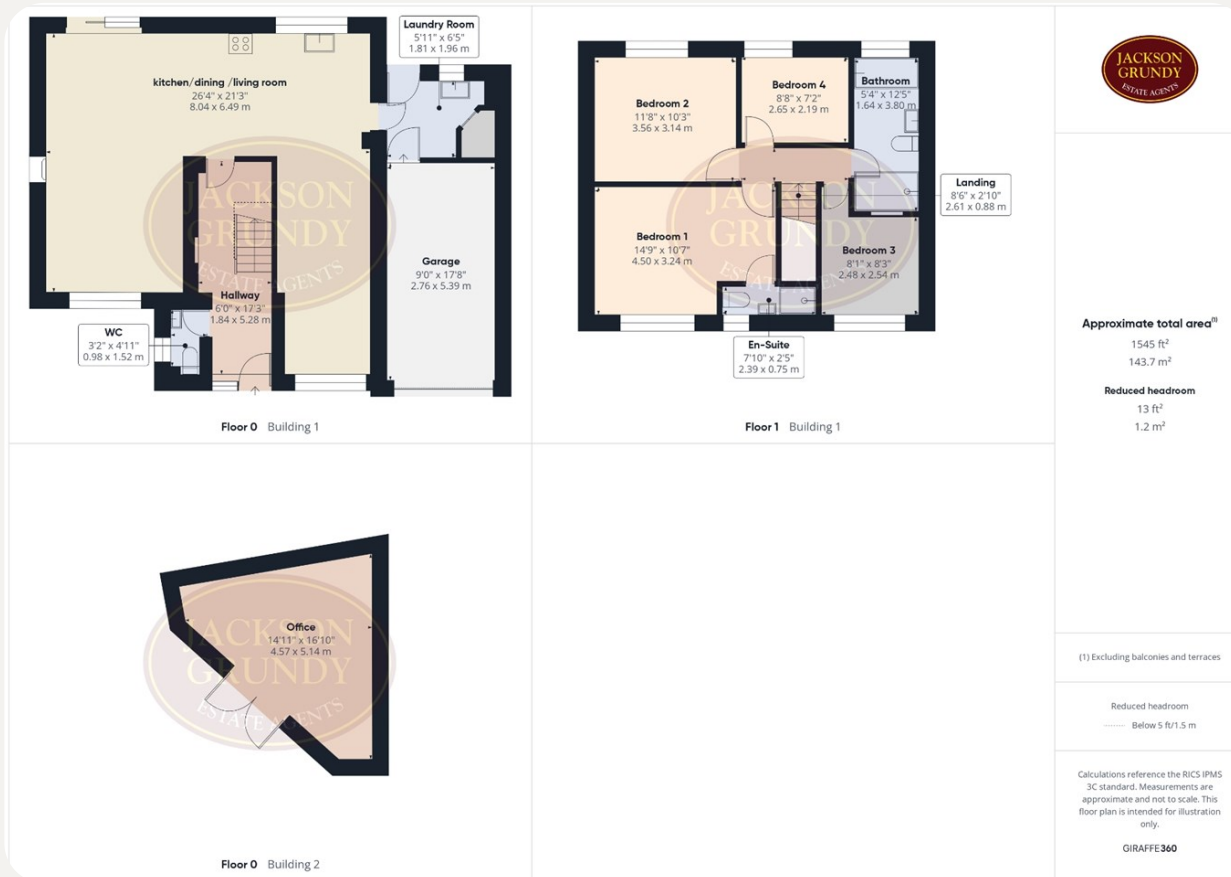 Laundry Room
5'11" x 6'5"
1.81 x 1.96 m
kitchen/dining /living room
26'4" x 21'3"
8.04 x 6.49 m
JACKSON
GRUNDY
ESTATE AGENTS
Garage
9'0" x 17'8"
2.76 x 5.39 m
Hallway
6'0" x 17'3"
1.84 x 5.28 m
WC
3'2" x 4'11"
0.98 x 1.52 m
Floor 0 Building 1
Bedroom 2
11'8" x 10'3"
3.56 x 3.14 m
Bedroom 4
8'8" x 7'2"
2.65 x 2.19 m
Bathroom
5'4" x 12'5"
1.64 x 3.80 m
Landing
8'6" x 2'10"
2.61 x 0.88 m
JACKSON
GRUNDY
ESTATE AGENTS
Bedroom 1
14'9" x 10'7"
4.50 x 3.24 m
Bedroom 3
8'1" x 8'3"
2.48 x 2.54 m
En-Suite
7'10" x 2'5"
2.39 x 0.75 m
Floor 1 Building 1
Office
14'11" x 16'10"
4.57 x 5.14 m
JACKSON
GRUNDY
ESTATE AGENTS
Floor 0 Building 2
JACKSON
GRUNDY
ESTATE AGENTS
Approximate total area(1)
1545 ft²
143.7 m²
Reduced headroom
13 ft²
1.2 m²
(1) Excluding balconies and terraces
Reduced headroom
Below 5 ft/1.5 m
Calculations reference the RICS IPMS
3C standard. Measurements are
approximate and not to scale. This
floor plan is intended for illustration
only.
GIRAFFE360